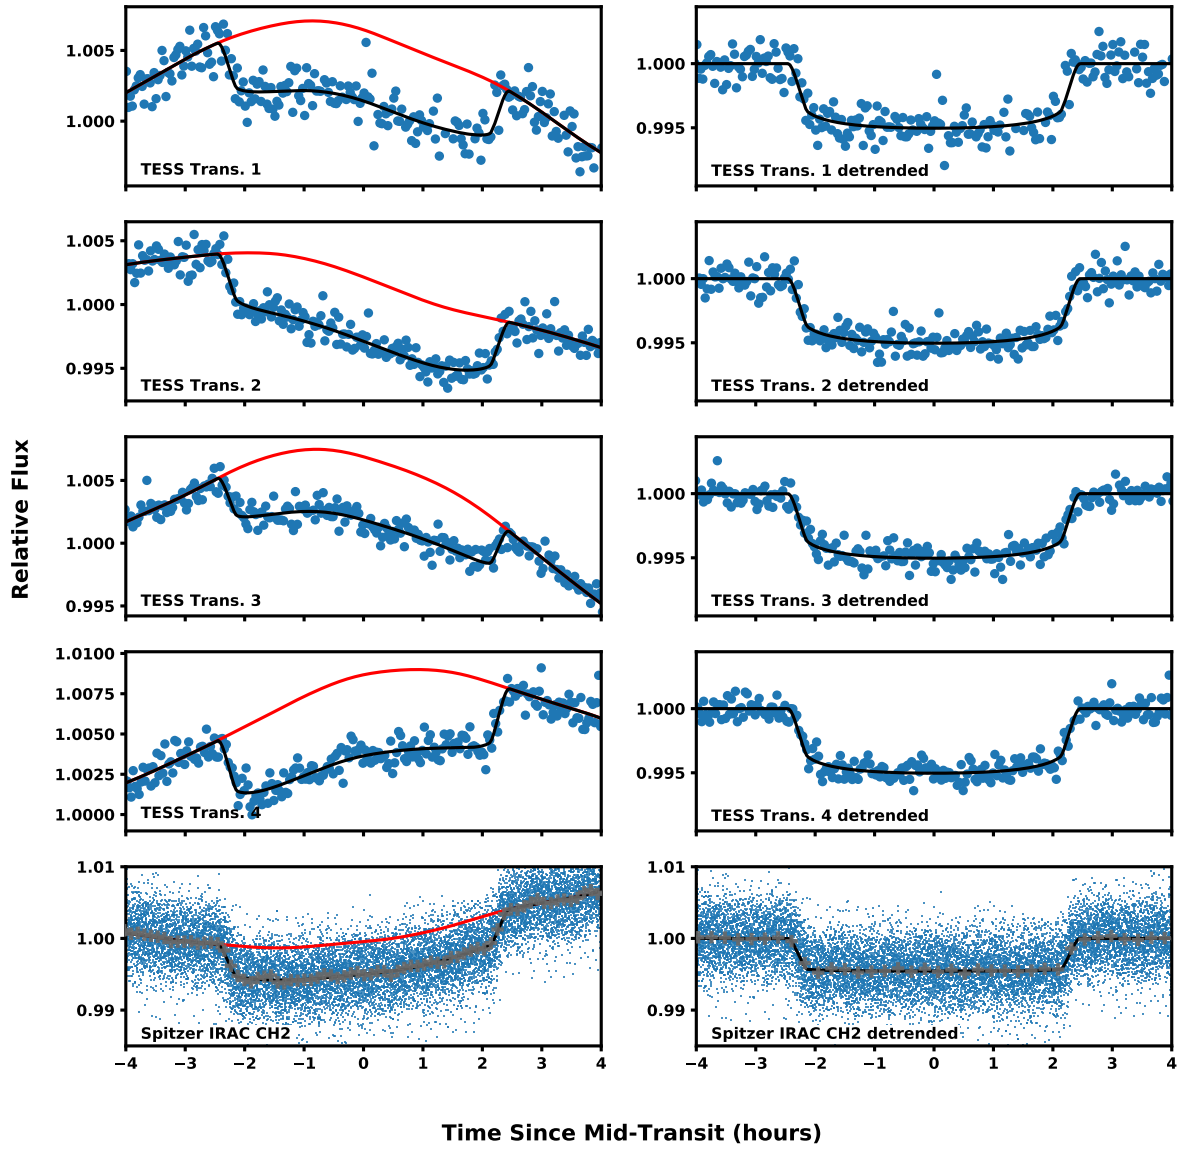 1.005
1.000
TESS Trans. 1
1.000
0.995
TESS Trans. 1 detrended
1.005
1.000
0.995
TESS Trans. 2
1.000
0.995
TESS Trans. 2 detrended
Relative Flux
1.005
1.000
0.995
TESS Trans. 3
1.000
0.995
TESS Trans. 3 detrended
1.0100
1.0075
1.0050
1.0025
1.0000
TESS Trans. 4
1.000
0.995
TESS Trans. 4 detrended
1.01
1.00
0.99
Spitzer IRAC CH2
−4 −3 −2 −1 0 1 2 3 4
1.01
1.00
0.99
Spitzer IRAC CH2 detrended
−4 −3 −2 −1 0 1 2 3 4
Time Since Mid-Transit (hours)